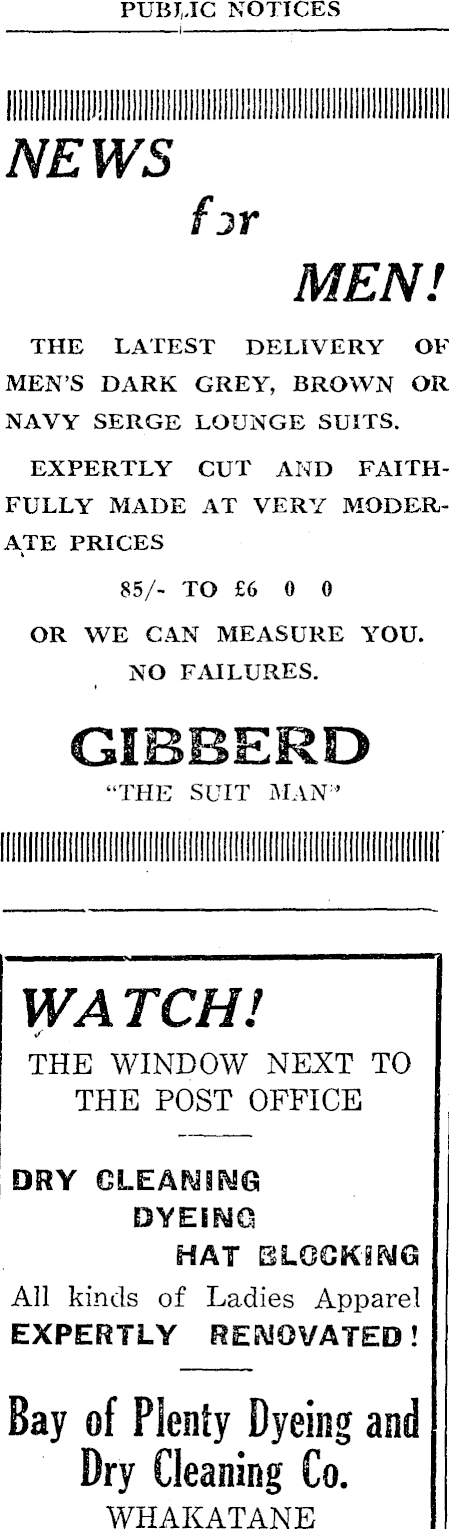 PUBLIC NOTICES
NEWS
for
MEN!
THE LATEST DELIVERY OF
MEN'S DARK GREY, BROWN OR
NAVY SERGE LOUNGE SUITS.
EXPERTLY CUT AND FAITH-
FULLY MADE AT VERY MODER-
ATE PRICES
85/- TO £6 0 0
OR WE CAN MEASURE YOU.
NO FAILURES.
GIBBERD
"THE SUIT MAN"
WATCH!
THE WINDOW NEXT TO
THE POST OFFICE
DRY CLEANING
DYEING
HAT BLOCKING
All kinds of Ladies Apparel
EXPERTLY RENOVATED!
Bay of Plenty Dyeing and
Dry Cleaning Co.
WHAKATANE